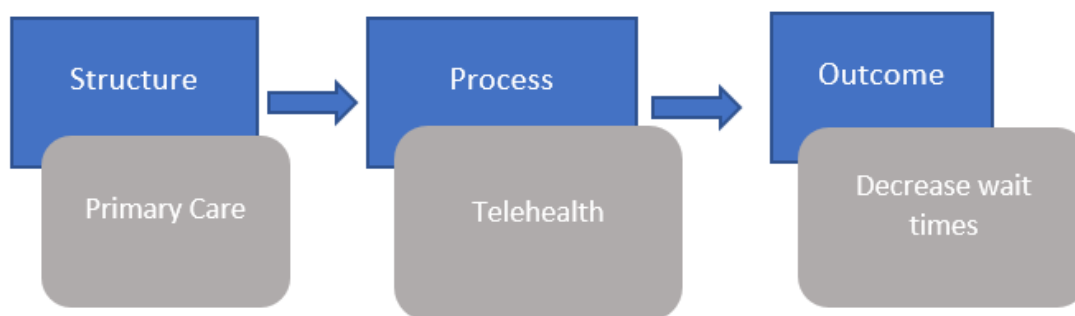 Structure
Process
Outcome
Primary Care
Telehealth
Decrease wait
times